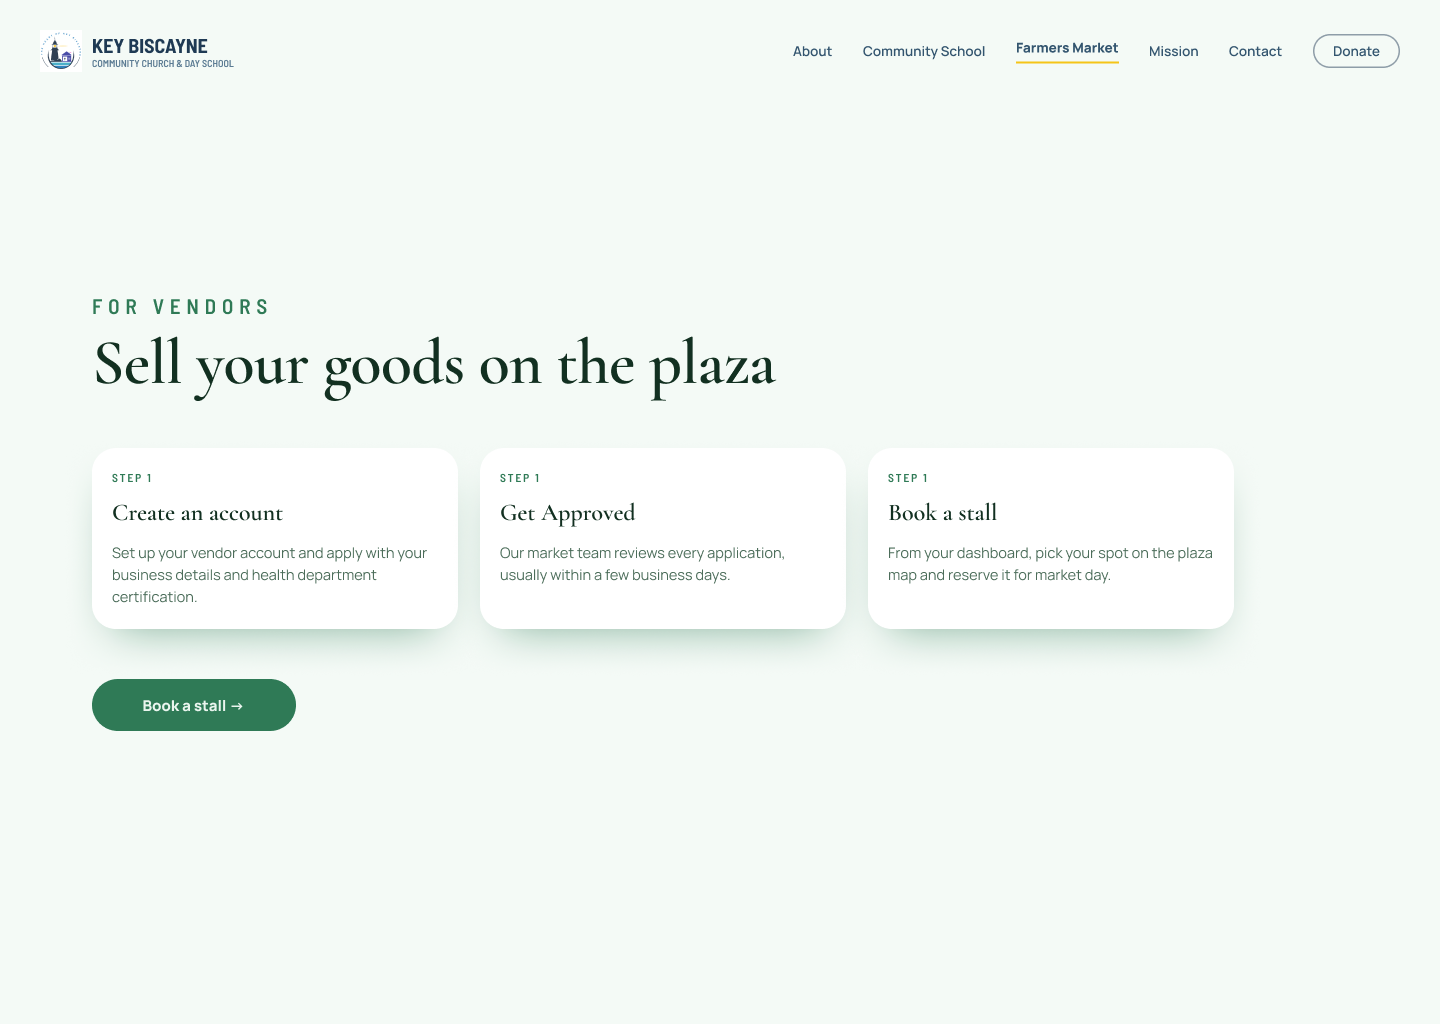 KEY BISCAYNE
COMMUNITY CHURCH & DAY SCHOOL
About
Community School
Farmers Market
Mission
Contact
Donate
FOR VENDORS
Sell your goods on the plaza
STEP 1
Create an account
Set up your vendor account and apply with your
business details and health department
certification.
STEP 1
Get Approved
Our market team reviews every application,
usually within a few business days.
STEP 1
Book a stall
From your dashboard, pick your spot on the plaza
map and reserve it for market day.
Book a stall →